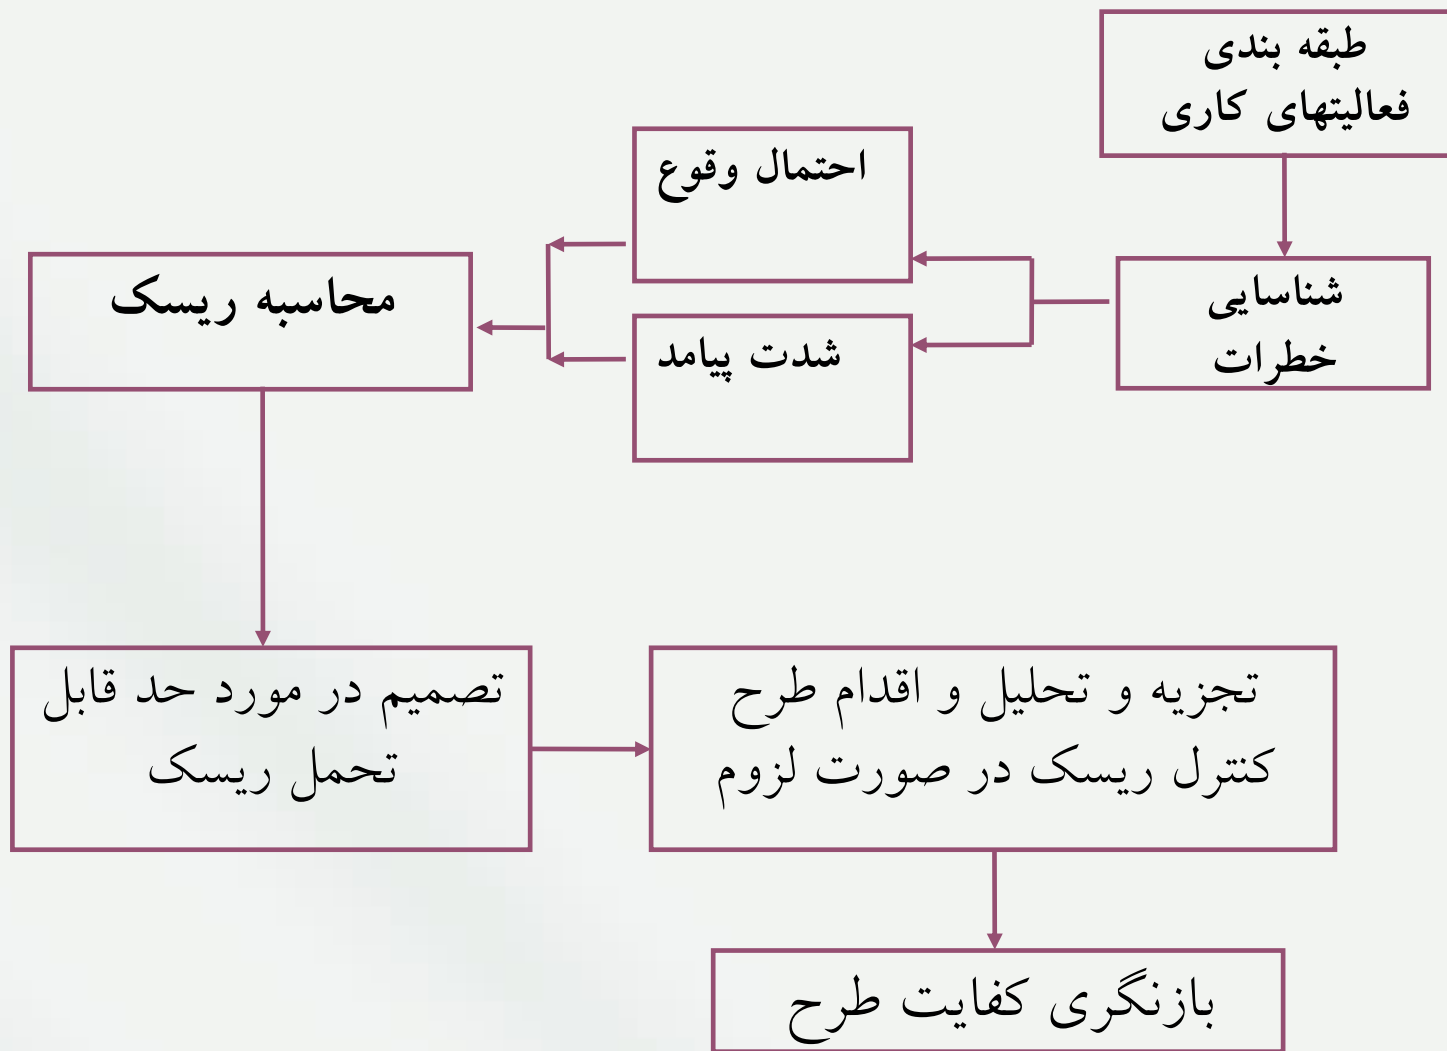 طبقه بندی
فعالیتهای کاری
شناسایی
خطرات
احتمال وقوع
شدت پیامد
محاسبه ریسک
تصمیم در مورد حد قابل
تحمل ریسک
تجزیه و تحلیل و اقدام طرح
کنترل ریسک در صورت لزوم
بازنگری کفایت طرح